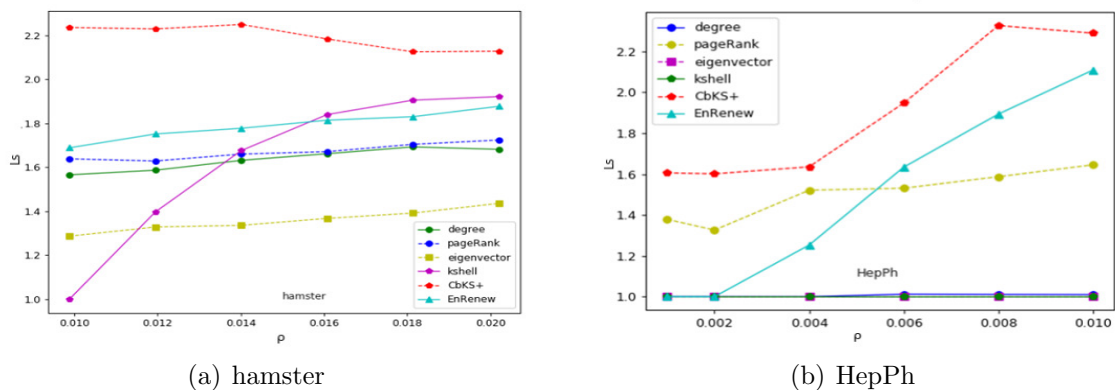 2.2
2.0
1.8
1.6
1.4
1.2
1.0
Ls
degree
pageRank
eigenvector
kshell
CbKS+
EnRenew
hamster
0.010 0.012 0.014 0.016 0.018 0.020
ρ
(a) hamster
degree
pageRank
eigenvector
kshell
CbKS+
EnRenew
2.2
2.0
1.8
1.6
1.4
1.2
1.0
Ls
HepPh
0.002 0.004 0.006 0.008 0.010
ρ
(b) HepPh